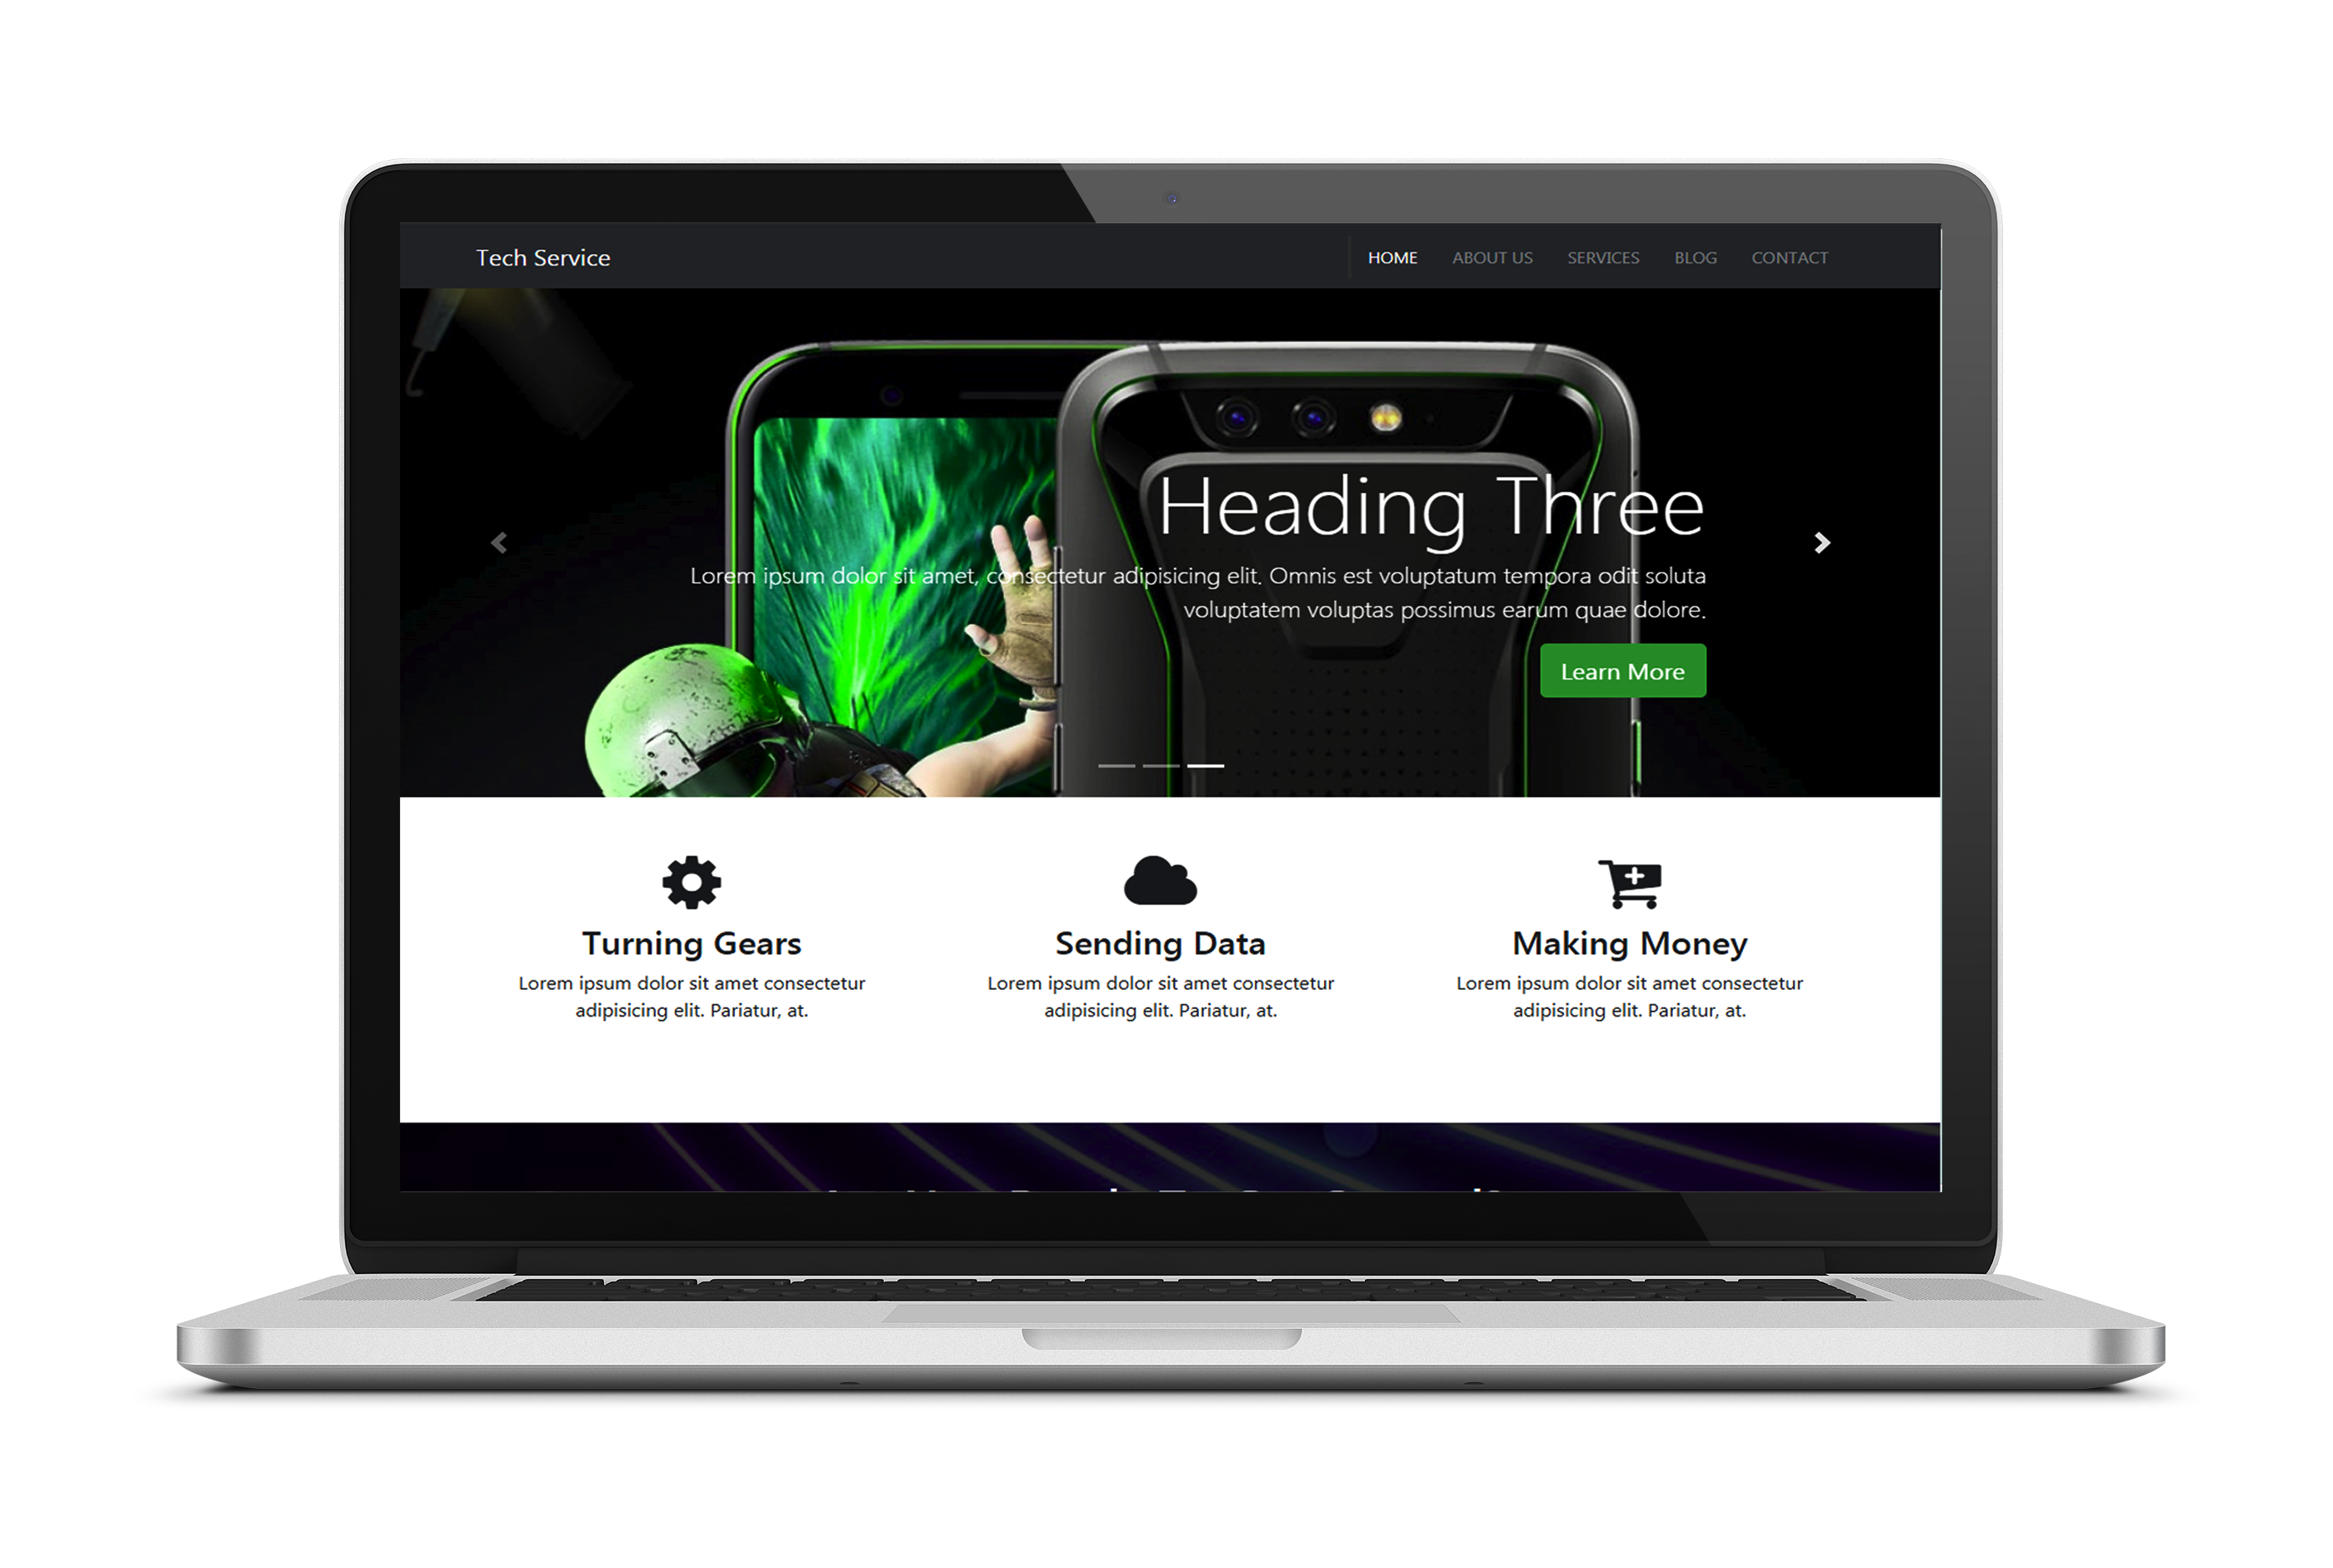 Tech Service
HOME ABOUT US SERVICES BLOG CONTACT
Heading Three
Lorem ipsum dolor sit amet, consectetur adipisicing elit. Omnis est voluptatum tempora odit soluta
voluptatem voluptas possimus earum quae dolore.
Learn More
Turning Gears
Lorem ipsum dolor sit amet consectetur
adipisicing elit. Pariatur, at.
Sending Data
Lorem ipsum dolor sit amet consectetur
adipisicing elit. Pariatur, at.
Making Money
Lorem ipsum dolor sit amet consectetur
adipisicing elit. Pariatur, at.